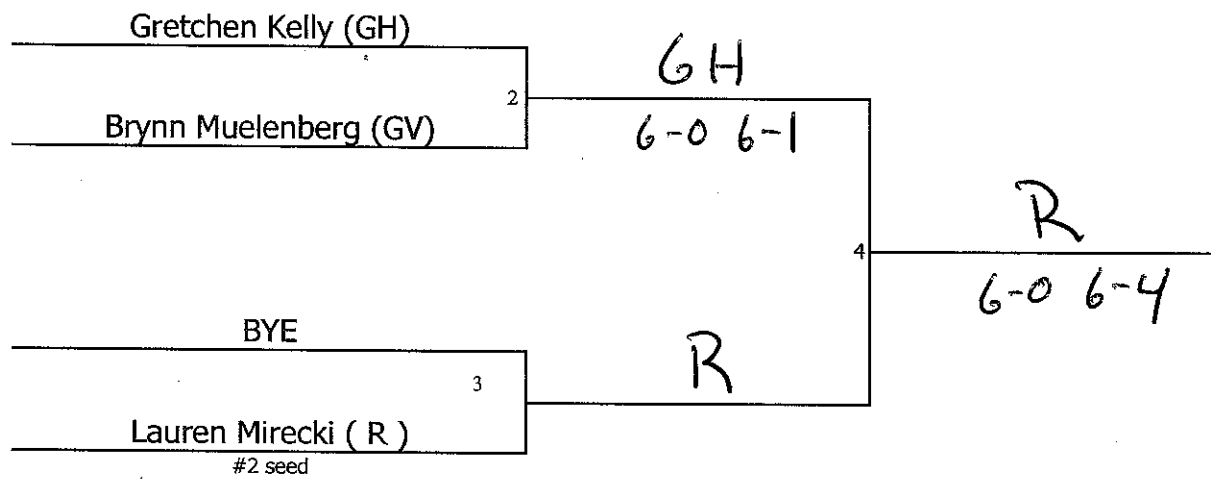 Gretchen Kelly (GH)
2
GH
6-0 6-1
Brynn Muelenberg (GV)
4
R
6-0 6-4
BYE
3
R
Lauren Mirecki ( R )
#2 seed